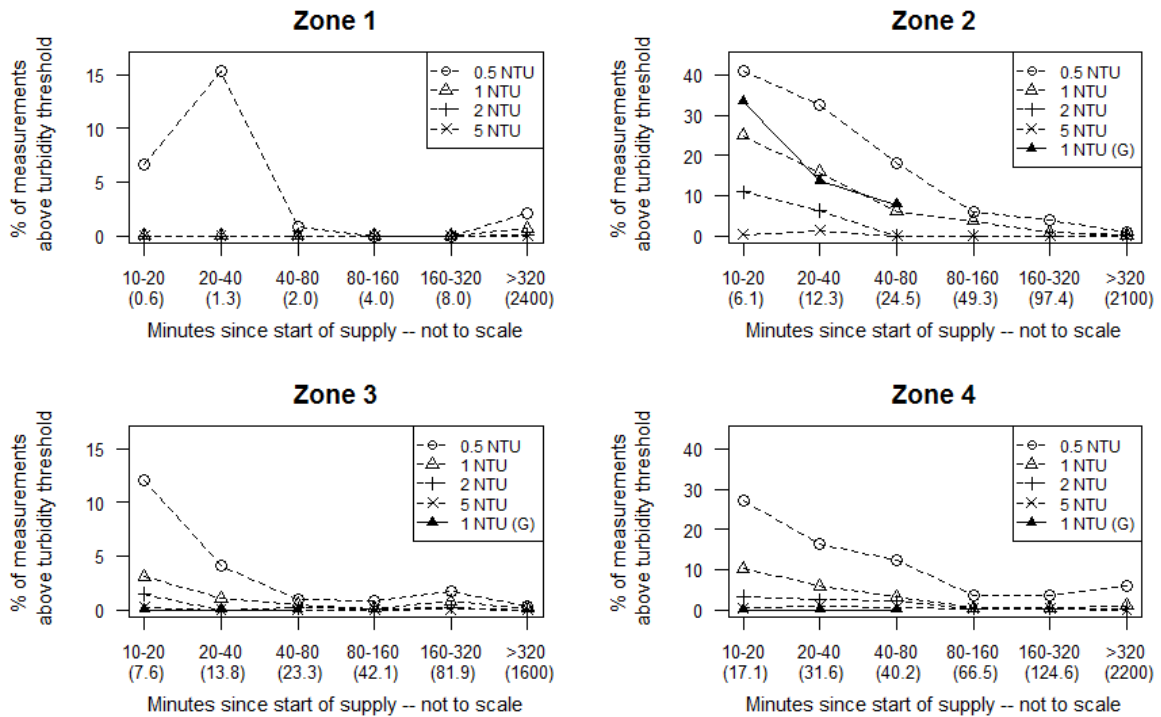 Zone 1
% of measurements
above turbidity threshold
15
10
5
0
0.5 NTU
1 NTU
2 NTU
5 NTU
10-20
20-40
40-80
80-160
160-320
>320
(0.6)
(1.3)
(2.0)
(4.0)
(8.0)
(2400)
Minutes since start of supply -- not to scale
Zone 2
% of measurements
above turbidity threshold
40
30
20
10
0
0.5 NTU
1 NTU
2 NTU
5 NTU
1 NTU (G)
10-20
20-40
40-80
80-160
160-320
>320
(6.1)
(12.3)
(24.5)
(49.3)
(97.4)
(2100)
Minutes since start of supply -- not to scale
Zone 3
% of measurements
above turbidity threshold
15
10
5
0
0.5 NTU
1 NTU
2 NTU
5 NTU
1 NTU (G)
10-20
20-40
40-80
80-160
160-320
>320
(7.6)
(13.8)
(23.3)
(42.1)
(81.9)
(1600)
Minutes since start of supply -- not to scale
Zone 4
% of measurements
above turbidity threshold
40
30
20
10
0
0.5 NTU
1 NTU
2 NTU
5 NTU
1 NTU (G)
10-20
20-40
40-80
80-160
160-320
>320
(17.1)
(31.6)
(40.2)
(66.5)
(124.6)
(2200)
Minutes since start of supply -- not to scale